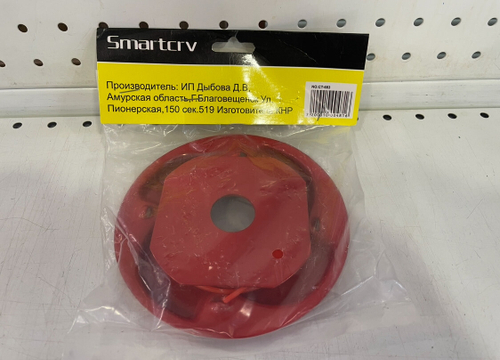 Smartcrv
Производитель: ИП Дыбова Д.В,
Амурская область,Г.Благовещенск Ул
Пионерская,150 сек.519 Изготовитель КНР